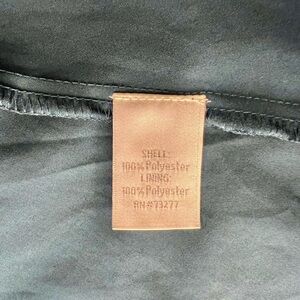 SHELL:
100% Polyester
LINING:
100% Polyester
RN#73277